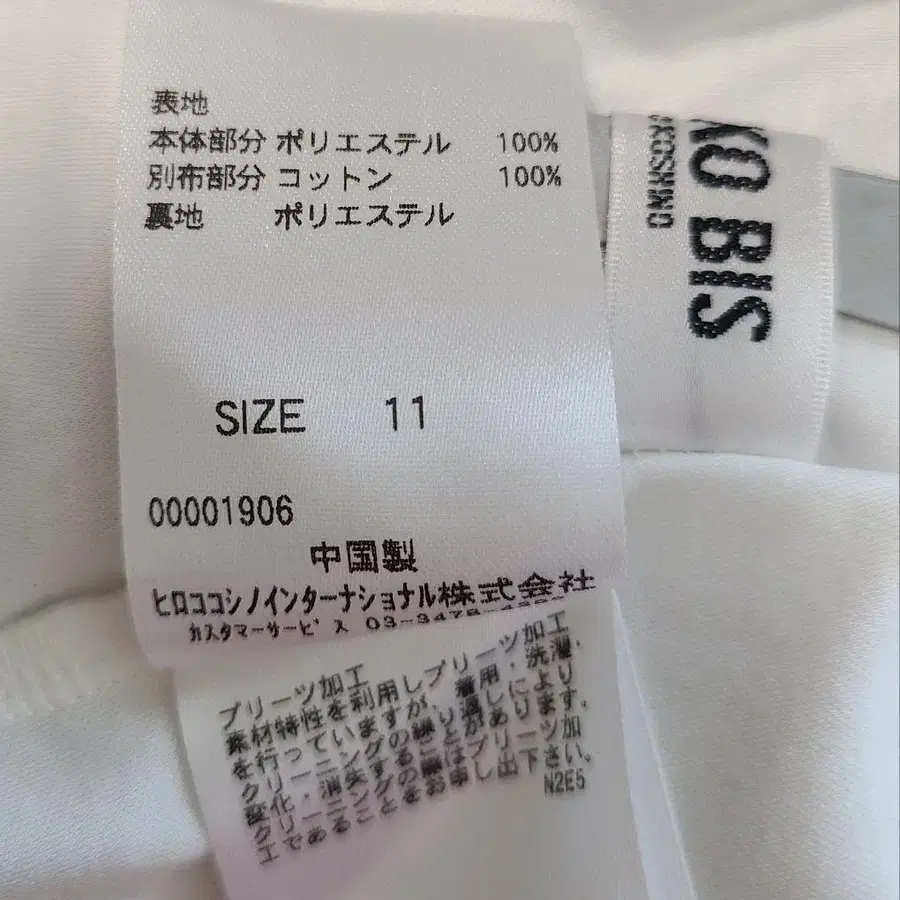 表地
本体部分 ポリエステル 100%
別布部分 コットン 100%
裏地 ポリエステル
SIZE 11
00001906
中国製
ヒロココシノインターナショナル株式会社
カスタマーサービス 03-3478-
KO BIS
プリーツ加工
素材特性を利用しプリーツ加工
を行っていますが、着用・洗濯・
クリーニングの繰り返しにより
変化・消失することがあります。
クリーニングの際はプリーツ加
工であることをお申し出下さい。
N2E5